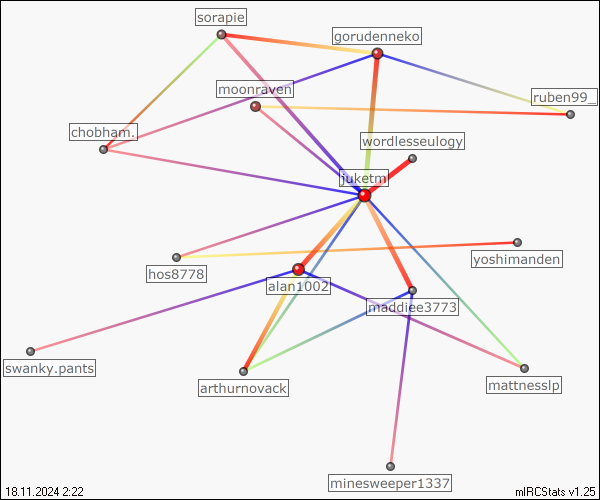 sorapie
gorudenneko
moonraven
ruben99_
chobham.
wordlesseulogy
juketm
yoshimanden
hos8778
alan1002
maddiee3773
swanky.pants
arthurnovack
mattnesslp
minesweeper1337
18.11.2024 2:22
mIRCStats v1.25